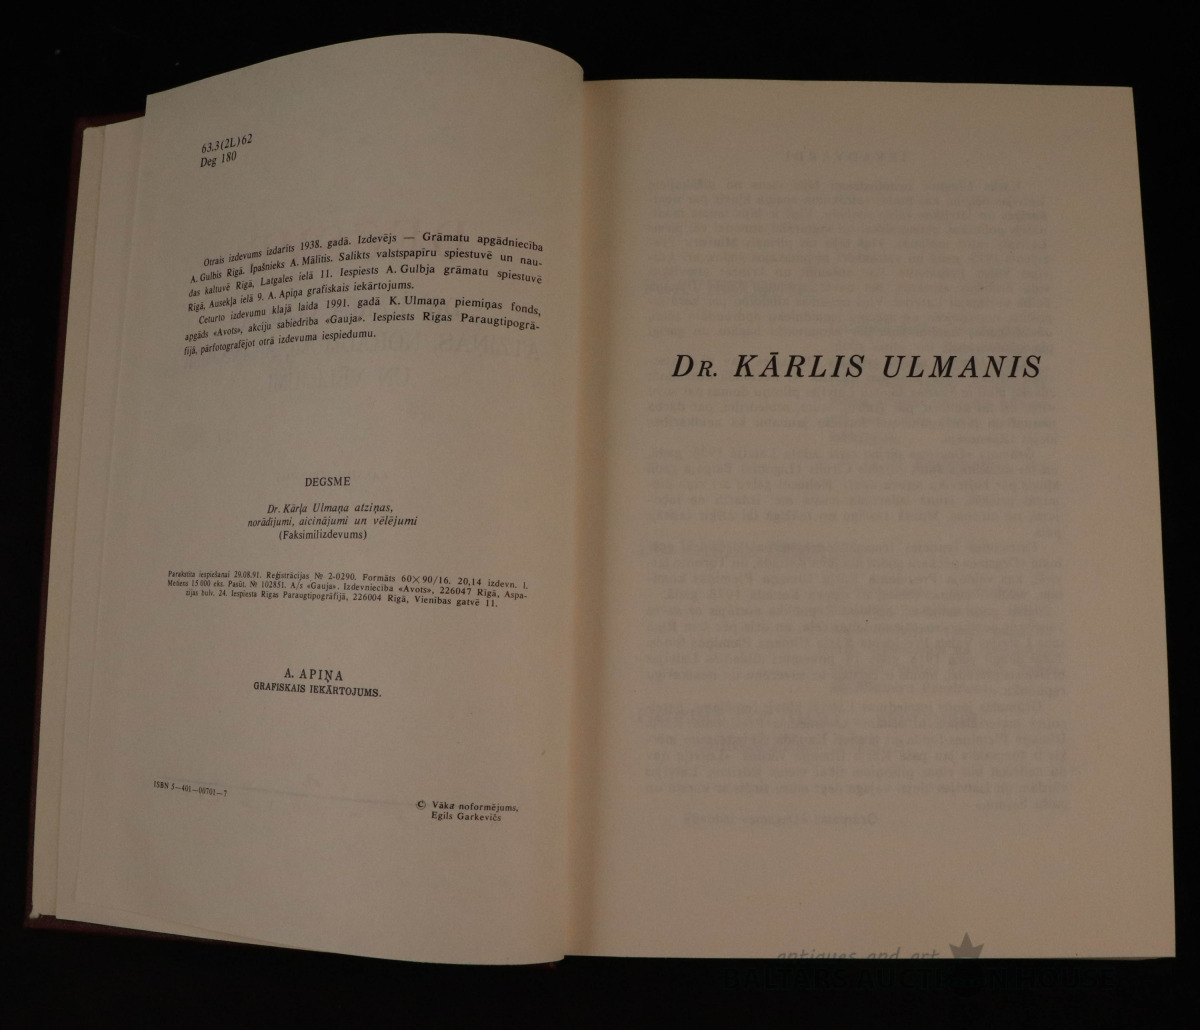 63.3(2L)62
Deg 180
Otrais izdevums izdarīts 1938. gadā. Izdevējs — Grāmatu apgādniecība
A. Gulbis Rīgā. Īpašnieks A. Mālītis. Salikts valstspapīru spiestuvē un nau-
das kaltuvē Rīgā, Latgales ielā 11. Iespiests A. Gulbja grāmatu spiestuvē
Rīgā, Ausekļa ielā 9. A. Apiņa grafiskais iekārtojums.
Ceturto izdevumu klajā laida 1991. gadā K. Ulmaņa piemiņas fonds,
apgāds «Avots», akciju sabiedrība «Gauja». Iespiests Rīgas Paraugtipogrā-
fijā, pārfotografējot otrā izdevuma iespiedumu.
DEGSME
Dr. Kārļa Ulmaņa atziņas,
norādījumi, aicinājumi un vēlējumi
(Faksimilizdevums)
Parakstīta iespiešanai 29.08.91. Reģistrācijas № 2-0290. Formāts 60×90/16. 20,14 izdevn. l.
Metiens 15 000 eks. Pasūt. № 102851. A/s «Gauja». Izdevniecība «Avots», 226047 Rīgā, Aspa-
zijas bulv. 24. Iespiesta Rīgas Paraugtipogrāfijā, 226004 Rīgā, Vienības gatvē 11.
A. APIŅA
GRAFISKAIS IEKĀRTOJUMS.
ISBN 5—401—00701—7
© Vāka noformējums,
Egils Garkevičs
DR. KĀRLIS ULMANIS
antiques and art
BALTARS AUCTION HOUSE